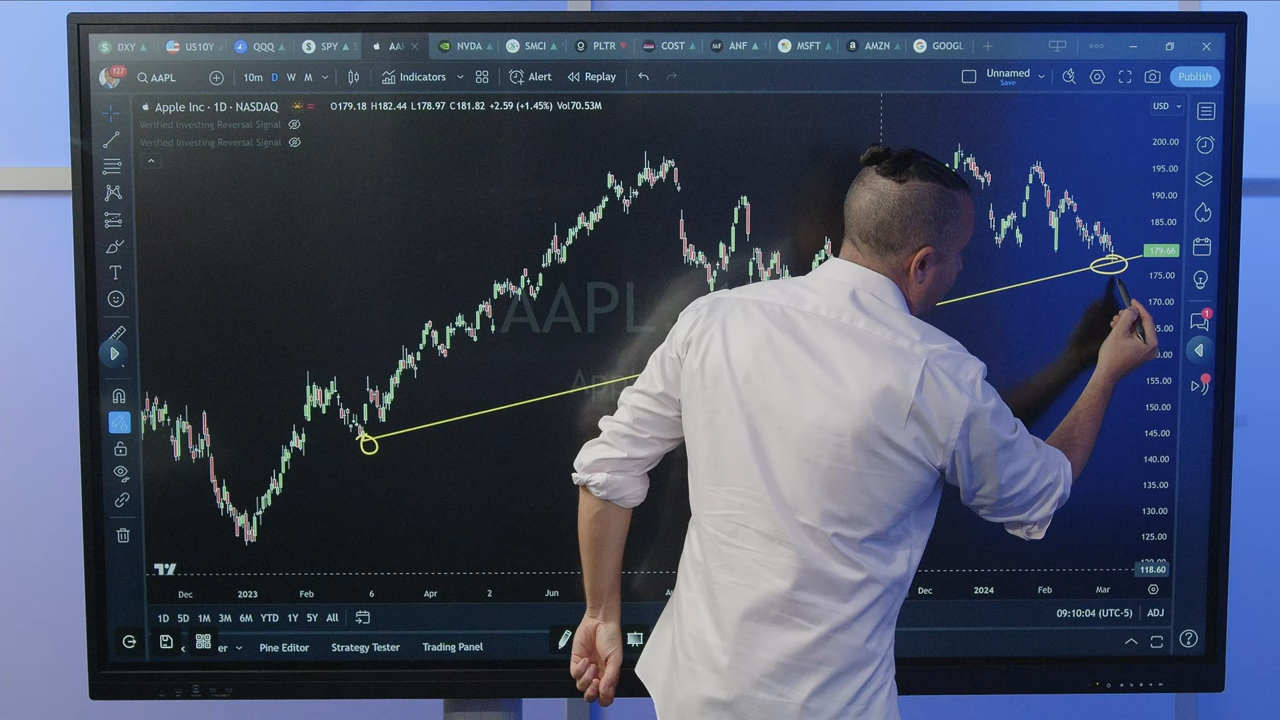 DXY US10Y QQQ SPY NVDA SMCI PLTR COST ANF MSFT AMZN GOOGL
127 AAPL 10m D W M Indicators Alert Replay Unnamed Save Publish
Apple Inc · 1D · NASDAQ O179.18 H182.44 L178.97 C181.82 +2.59 (+1.45%) Vol70.53M USD
Verified Investing Reversal Signal
Verified Investing Reversal Signal
200.00
195.00
190.00
185.00
179.66
175.00
170.00
155.00
150.00
145.00
140.00
135.00
130.00
125.00
118.60
AAPL
1
Dec 2023 Feb 6 Apr 2 Jun Dec 2024 Feb Mar
1D 5D 1M 3M 6M YTD 1Y 5Y All 09:10:04 (UTC-5) ADJ
Pine Editor Strategy Tester Trading Panel